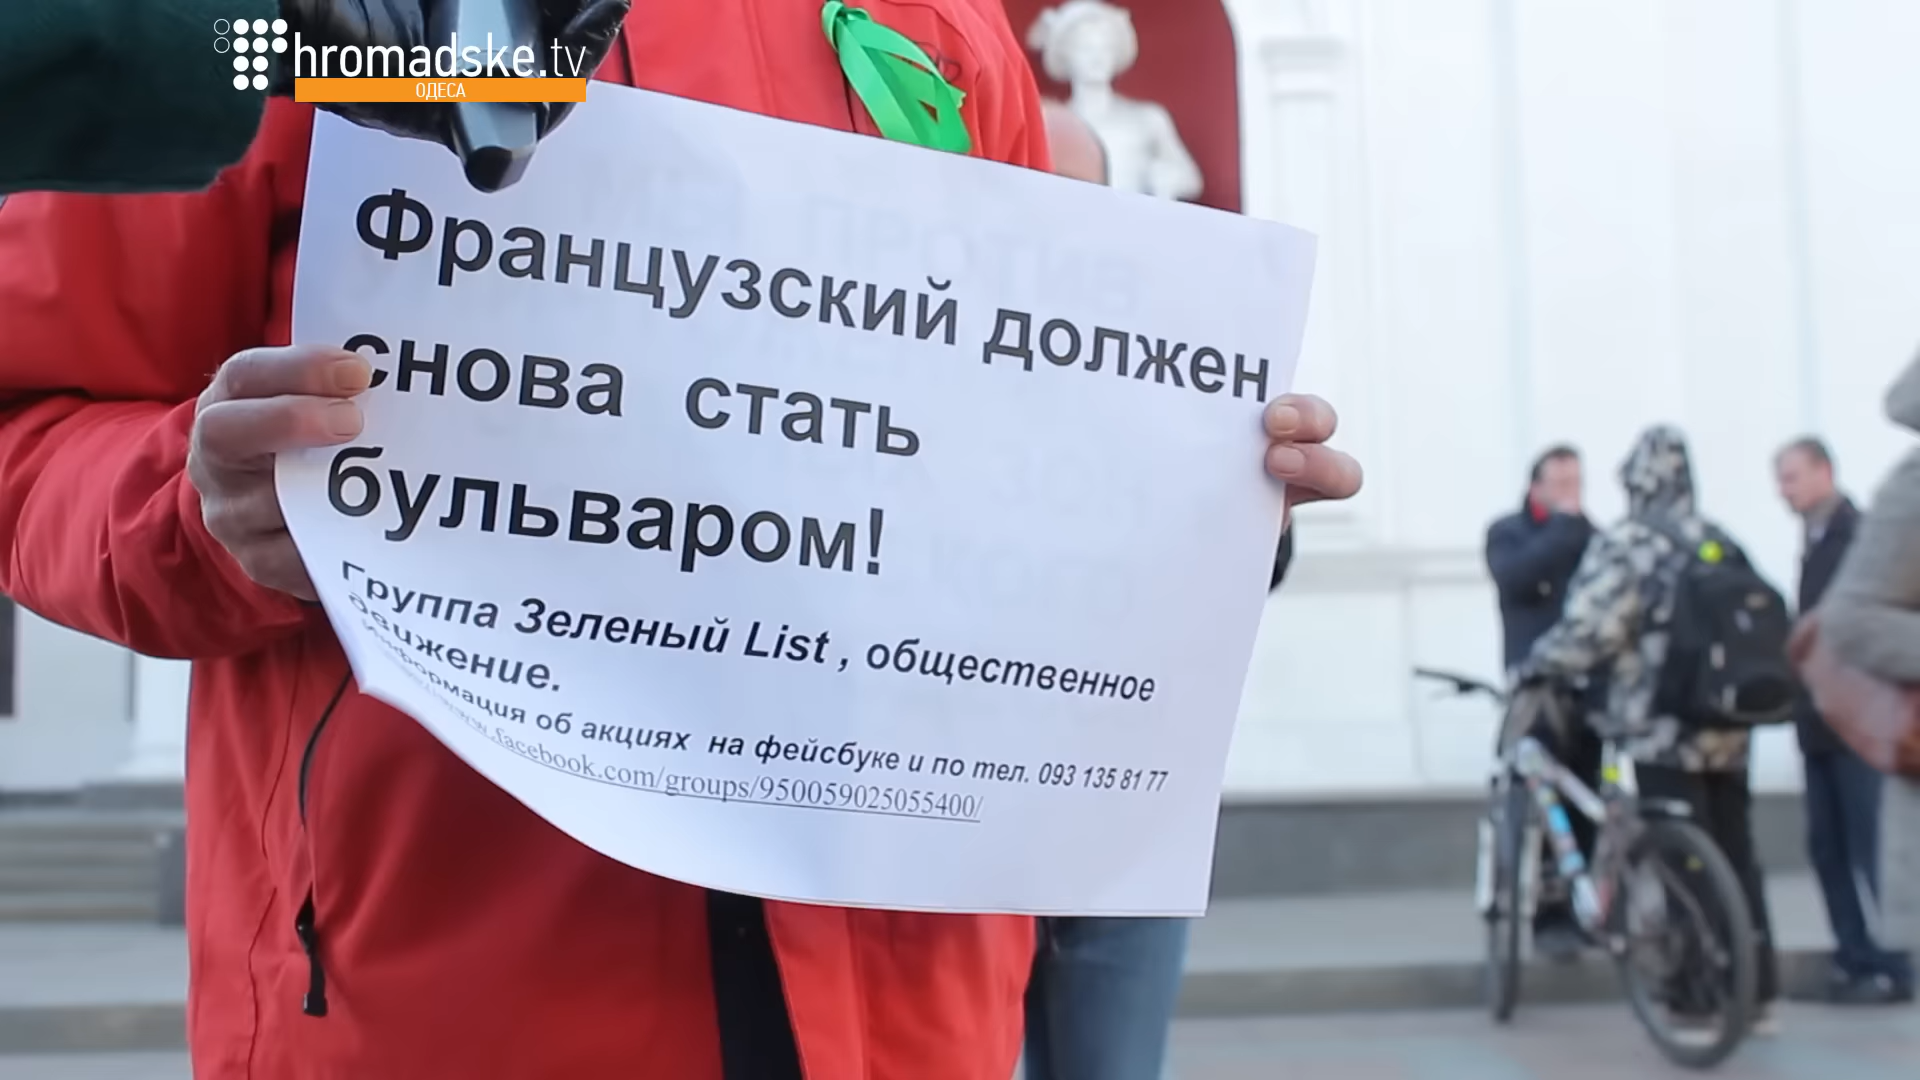 hromadske.tv
ОДЕСА
Французский должен
снова стать
бульваром!
Группа Зеленый List , общественное
движение.
информация об акциях на фейсбуке и по тел. 093 135 81 77
www.facebook.com/groups/950059025055400/